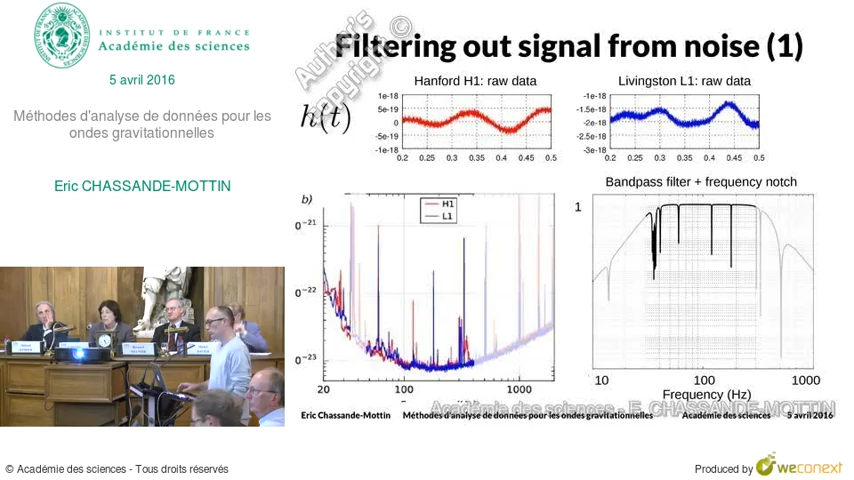 INSTITUT DE FRANCE
Académie des sciences
5 avril 2016
Méthodes d'analyse de données pour les
ondes gravitationnelles
Eric CHASSANDE-MOTTIN
Filtering out signal from noise (1)
Author's
Copyright ©
Hanford H1: raw data
Livingston L1: raw data
h(t)
1e-18
5e-19
0
-5e-19
-1e-18
0.2 0.25 0.3 0.35 0.4 0.45 0.5
-1e-18
-1.5e-18
-2e-18
-2.5e-18
-3e-18
0.2 0.25 0.3 0.35 0.4 0.45 0.5
b)
H1
L1
0⁻²¹
0⁻²²
0⁻²³
20 100 1000
Bandpass filter + frequency notch
1
10 100 1000
Frequency (Hz)
Académie des sciences - E. CHASSANDE-MOTTIN
Eric Chassande-Mottin Méthodes d'analyse de données pour les ondes gravitationnelles Académie des sciences 5 avril 2016
© Académie des sciences - Tous droits réservés
Produced by weconext